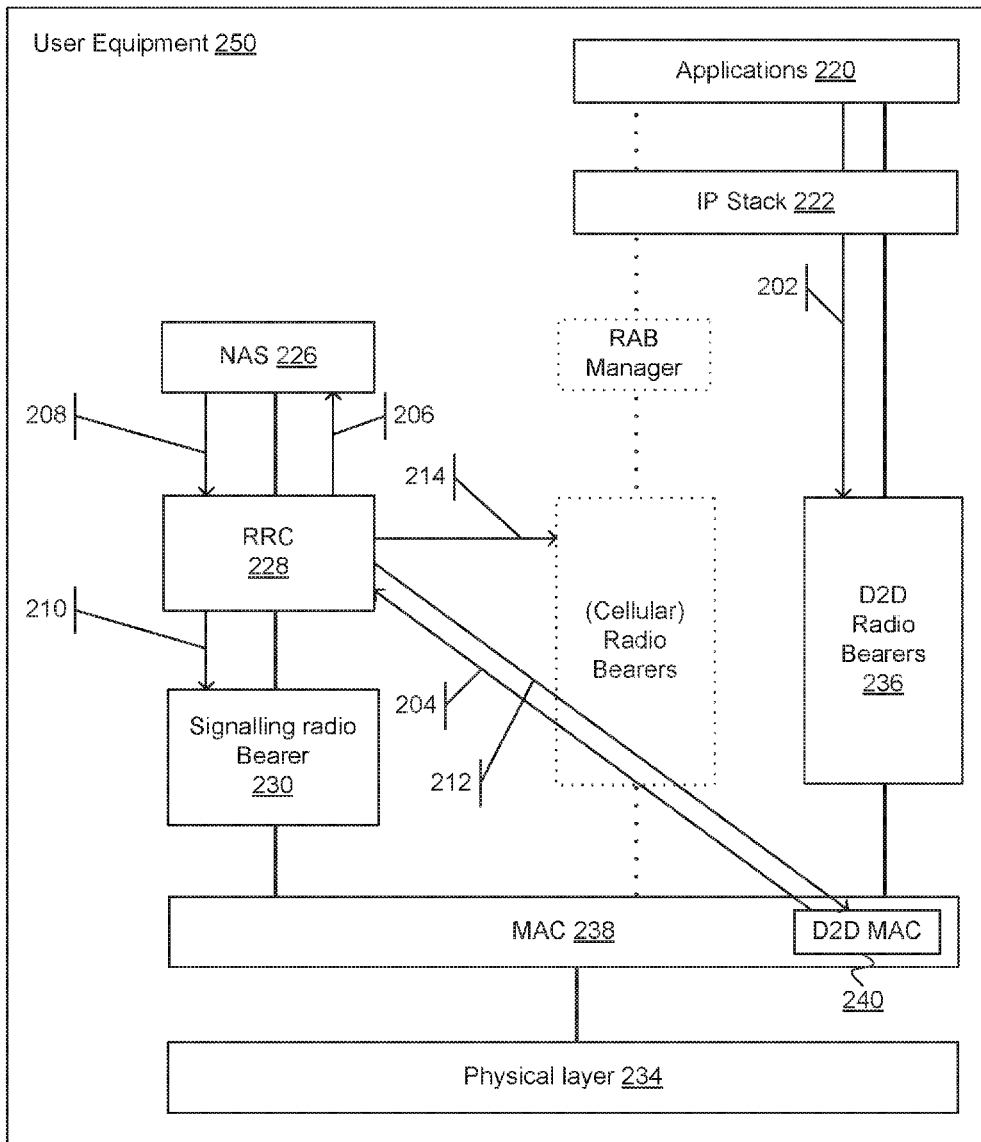 User Equipment 250
Applications 220
IP Stack 222
202
NAS 226
RAB
Manager
208
206
214
RRC
228
210
(Cellular)
Radio
Bearers
D2D
Radio
Bearers
236
204
212
Signalling radio
Bearer
230
MAC 238
D2D MAC
240
Physical layer 234